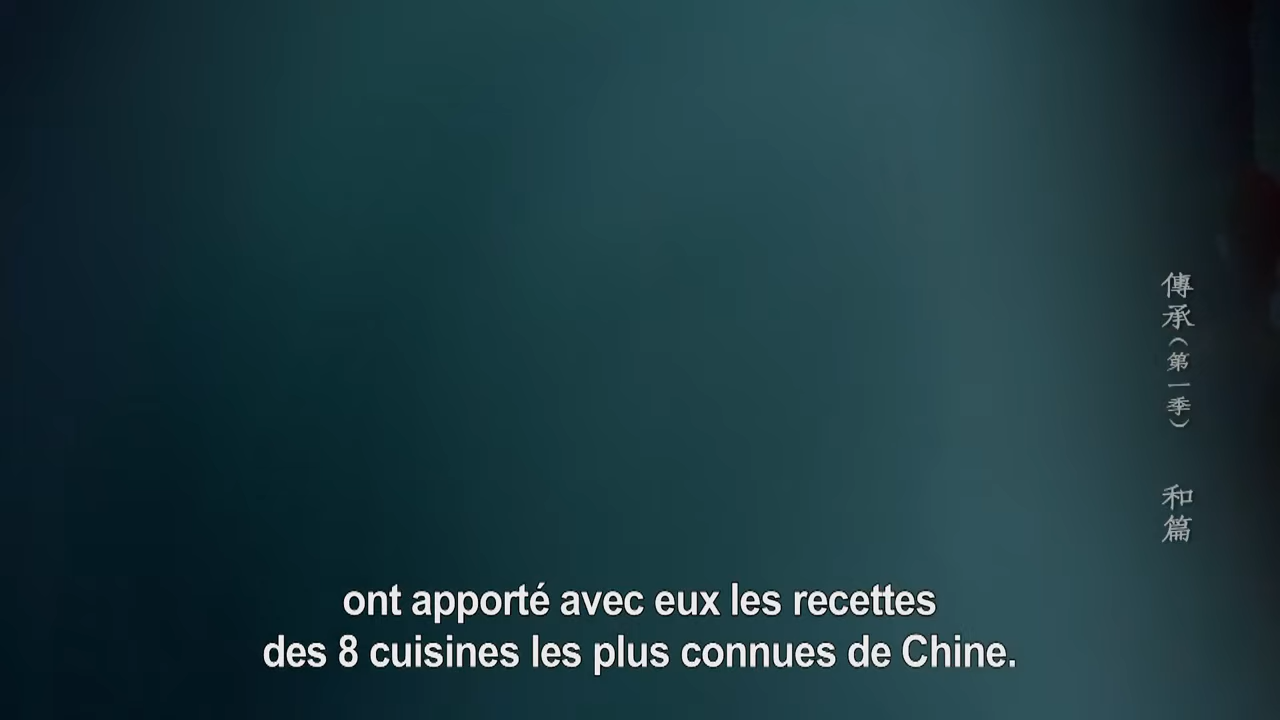 傳承（第一季） 和篇
ont apporté avec eux les recettes
des 8 cuisines les plus connues de Chine.